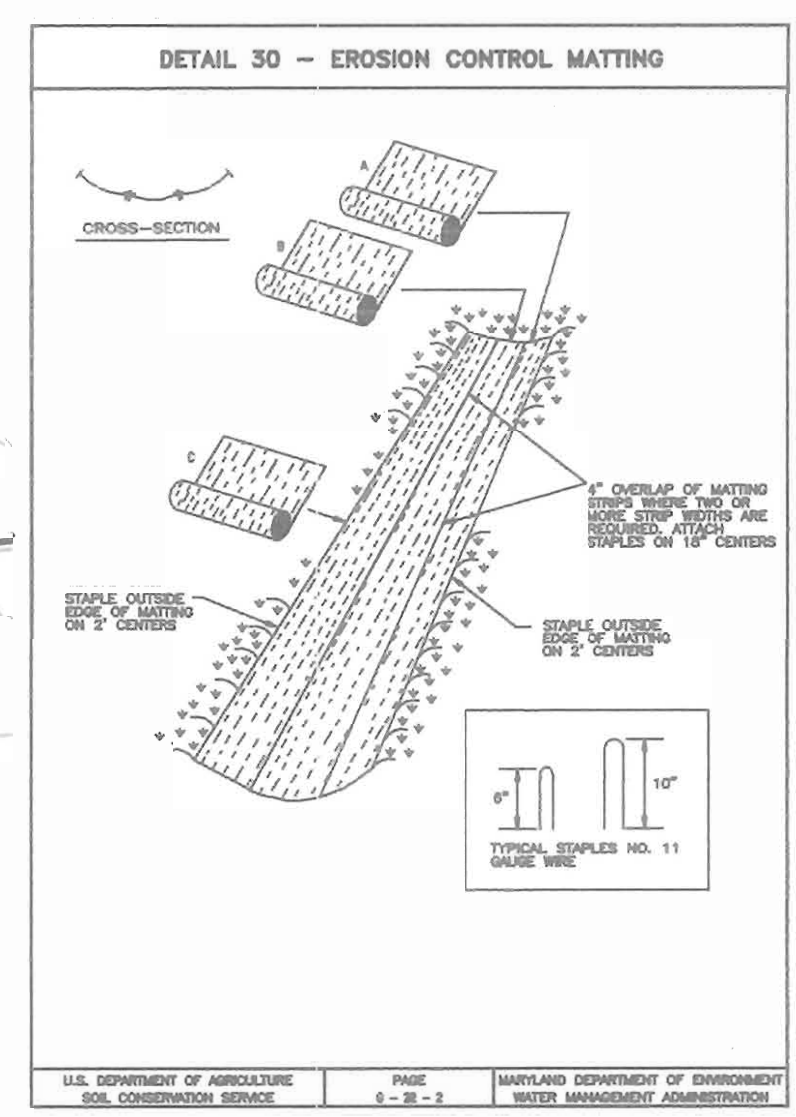 DETAIL 30 - EROSION CONTROL MATTING
A
CROSS-SECTION
B
C
4" OVERLAP OF MATTING
STRIPS WHERE TWO OR
MORE STRIP WIDTHS ARE
REQUIRED. ATTACH
STAPLES ON 18" CENTERS
STAPLE OUTSIDE
EDGE OF MATTING
ON 2' CENTERS
STAPLE OUTSIDE
EDGE OF MATTING
ON 2' CENTERS
6"
10"
TYPICAL STAPLES NO. 11
GAUGE WIRE
U.S. DEPARTMENT OF AGRICULTURE
SOIL CONSERVATION SERVICE
PAGE
G - 22 - 2
MARYLAND DEPARTMENT OF ENVIRONMENT
WATER MANAGEMENT ADMINISTRATION